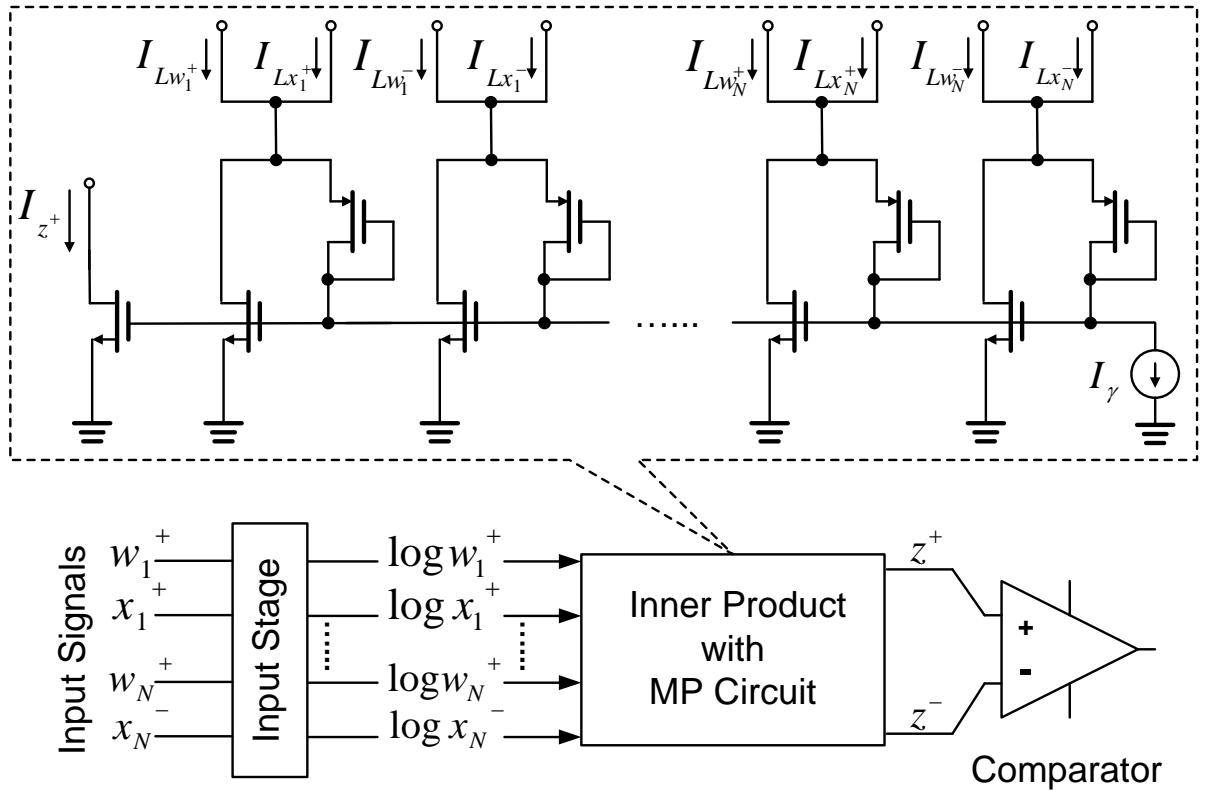 I_{Lw_1^+} I_{Lx_1^+} I_{Lw_1^-} I_{Lx_1^-} I_{Lw_N^+} I_{Lx_N^+} I_{Lw_N^-} I_{Lx_N^-}
I_{z^+}
......
I_γ
Input Signals
w_1^+
x_1^+
w_N^+
x_N^-
Input Stage
log w_1^+
log x_1^+
log w_N^+
log x_N^-
Inner Product
with
MP Circuit
z^+
z^-
+
-
Comparator